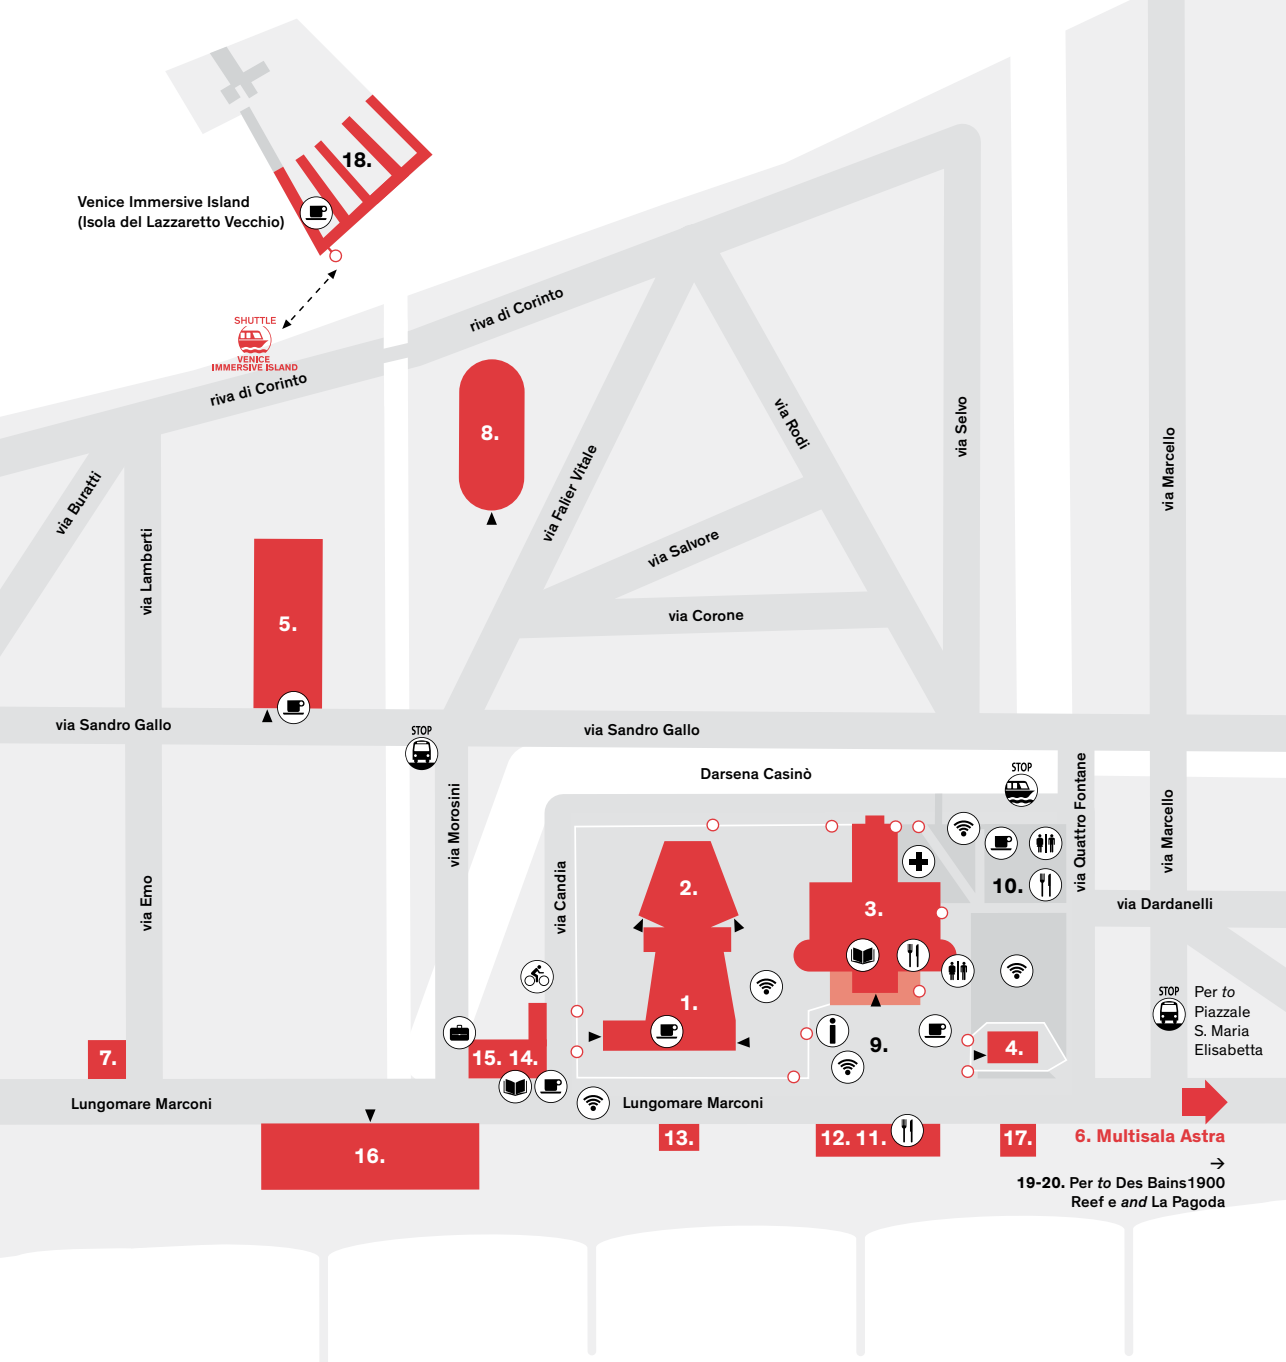 18.
Venice Immersive Island
(Isola del Lazzaretto Vecchio)
SHUTTLE
VENICE
IMMERSIVE ISLAND
riva di Corinto
riva di Corinto
8.
via Rodi
via Selvo
via Marcello
via Buratti
via Lamberti
via Falier Vitale
via Salvore
via Corone
5.
via Sandro Gallo
via Sandro Gallo
STOP
Darsena Casinò
STOP
via Morosini
via Quattro Fontane
via Marcello
via Emo
via Candia
2.
3.
10.
via Dardanelli
1.
9.
4.
STOP
Per to
Piazzale
S. Maria
Elisabetta
7.
15. 14.
Lungomare Marconi
Lungomare Marconi
16.
13.
12. 11.
17.
6. Multisala Astra
→
19-20. Per to Des Bains1900
Reef e and La Pagoda